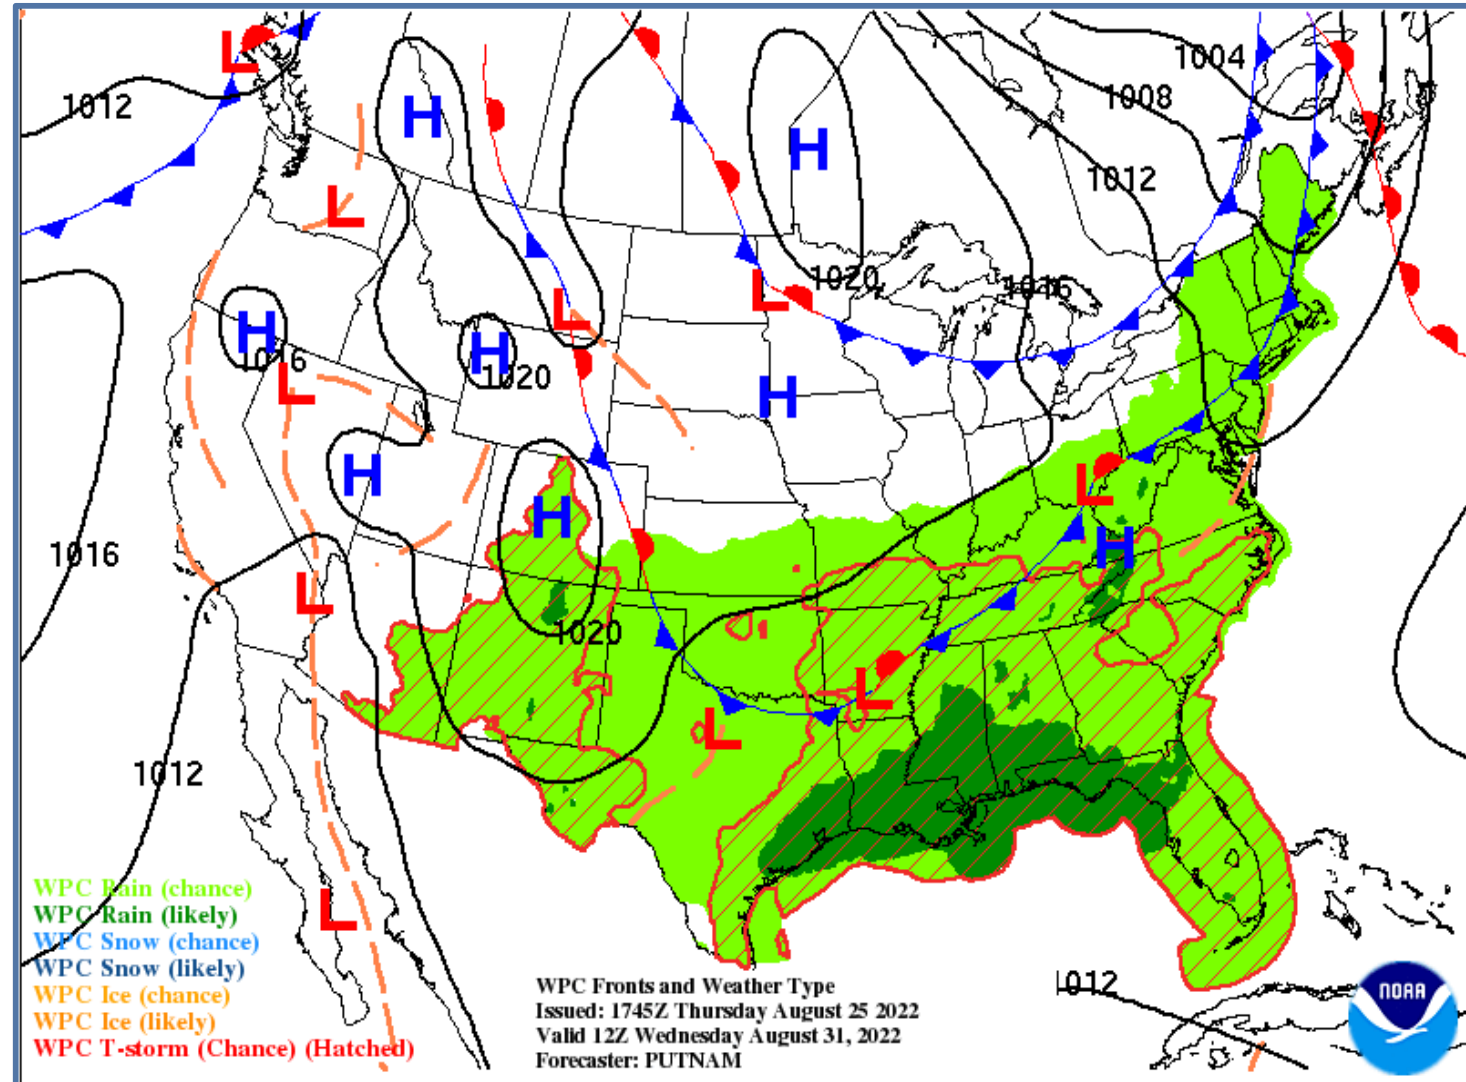 L
1004
1012
H
1008
H
1012
L
1020
1016
L
L
H
1016
H
1020
L
H
H
L
H
H
L
1016
L
1020
L
L
1012
L
1012
WPC Rain (chance)
WPC Rain (likely)
WPC Snow (chance)
WPC Snow (likely)
WPC Ice (chance)
WPC Ice (likely)
WPC T-storm (Chance) (Hatched)
WPC Fronts and Weather Type
Issued: 1745Z Thursday August 25 2022
Valid 12Z Wednesday August 31, 2022
Forecaster: PUTNAM
NOAA